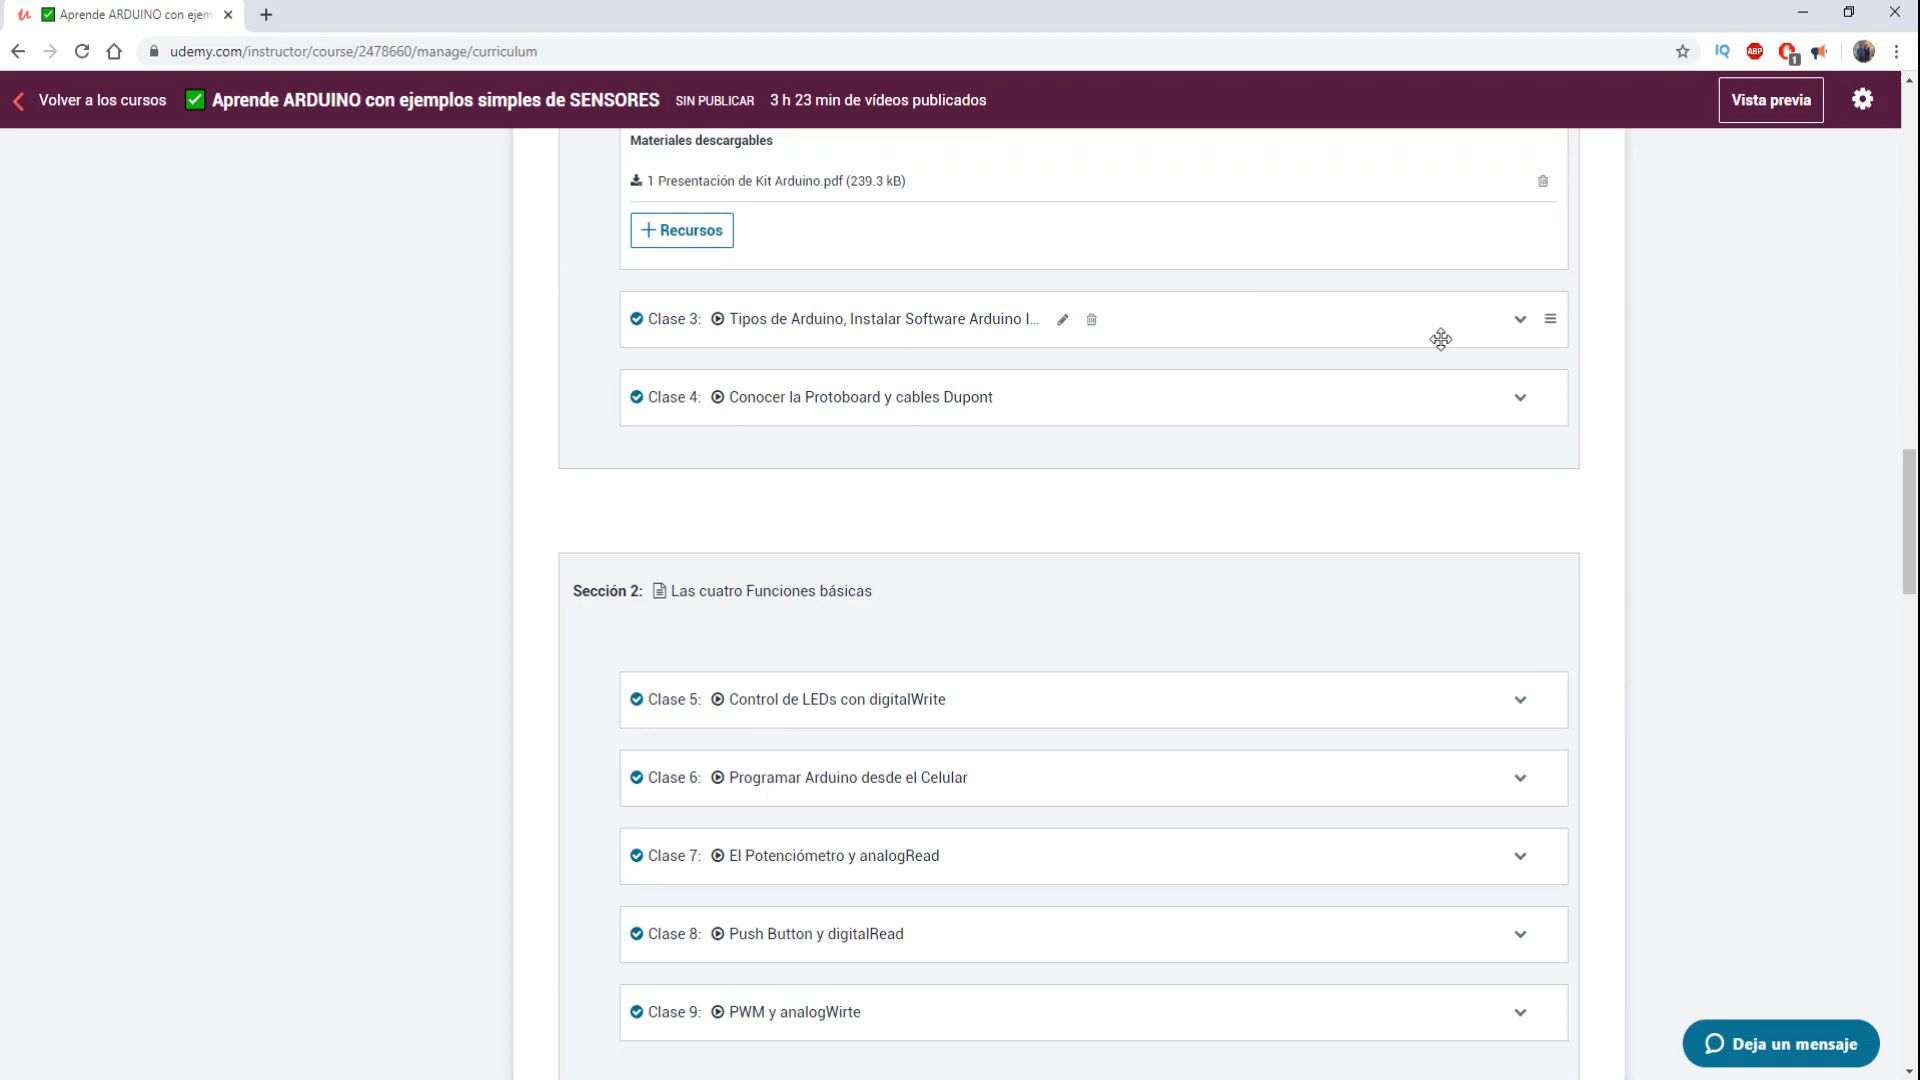 Aprende ARDUINO con ejem
udemy.com/instructor/course/2478660/manage/curriculum
IQ
ABP
1
Volver a los cursos
Aprende ARDUINO con ejemplos simples de SENSORES
SIN PUBLICAR
3 h 23 min de vídeos publicados
Vista previa
Materiales descargables
1 Presentación de Kit Arduino.pdf (239.3 kB)
Recursos
Clase 3: Tipos de Arduino, Instalar Software Arduino I...
Clase 4: Conocer la Protoboard y cables Dupont
Sección 2: Las cuatro Funciones básicas
Clase 5: Control de LEDs con digitalWrite
Clase 6: Programar Arduino desde el Celular
Clase 7: El Potenciómetro y analogRead
Clase 8: Push Button y digitalRead
Clase 9: PWM y analogWirte
Deja un mensaje